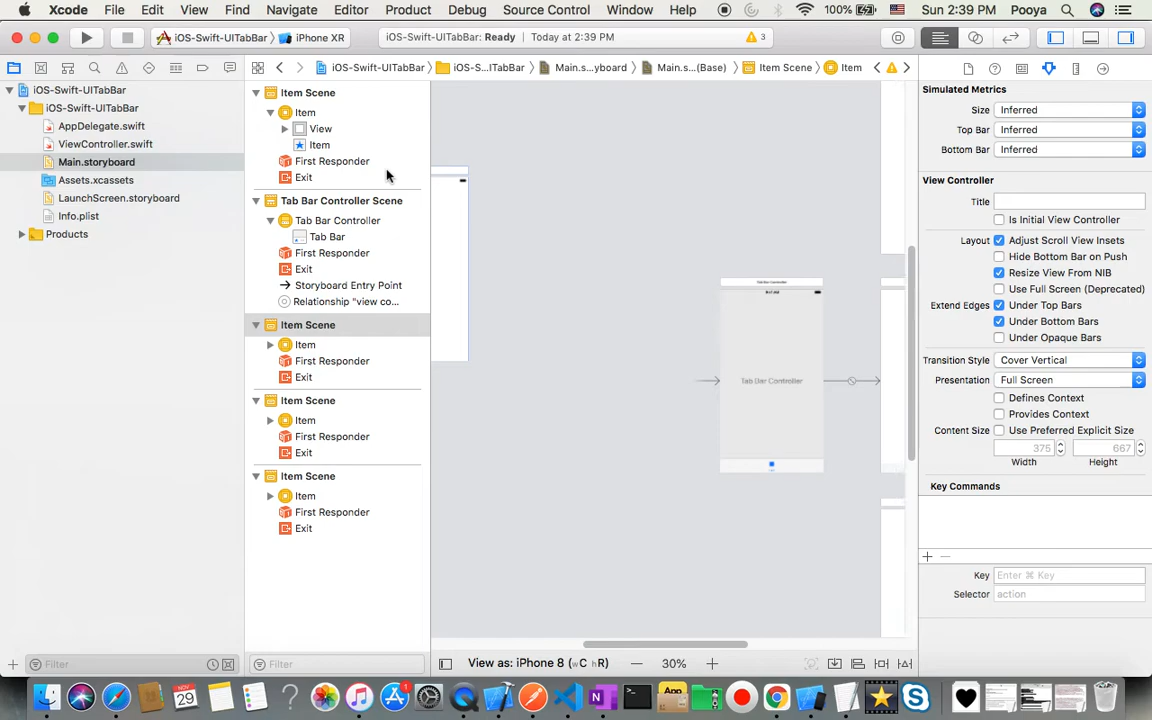 Xcode File Edit View Find Navigate Editor Product Debug Source Control Window Help 100% Sun 2:39 PM Pooya
iOS-Swift-UITabBar iPhone XR iOS-Swift-UITabBar: Ready Today at 2:39 PM 3
iOS-Swift-UITabBar iOS-S...ITabBar Main.s...yboard Main.s...(Base) Item Scene Item
iOS-Swift-UITabBar
iOS-Swift-UITabBar
AppDelegate.swift
ViewController.swift
Main.storyboard
Assets.xcassets
LaunchScreen.storyboard
Info.plist
Products
Filter
Item Scene
Item
View
Item
First Responder
Exit
Tab Bar Controller Scene
Tab Bar Controller
Tab Bar
First Responder
Exit
Storyboard Entry Point
Relationship "view co...
Item Scene
Item
First Responder
Exit
Item Scene
Item
First Responder
Exit
Item Scene
Item
First Responder
Exit
Filter
Tab Bar Controller
Tab Bar Controller
View as: iPhone 8 (wC hR) 30%
Simulated Metrics
Size Inferred
Top Bar Inferred
Bottom Bar Inferred
View Controller
Title
Is Initial View Controller
Layout Adjust Scroll View Insets
Hide Bottom Bar on Push
Resize View From NIB
Use Full Screen (Deprecated)
Extend Edges Under Top Bars
Under Bottom Bars
Under Opaque Bars
Transition Style Cover Vertical
Presentation Full Screen
Defines Context
Provides Context
Content Size Use Preferred Explicit Size
375 667
Width Height
Key Commands
Key Enter ⌘ Key
Selector action
NOV
29
App
1